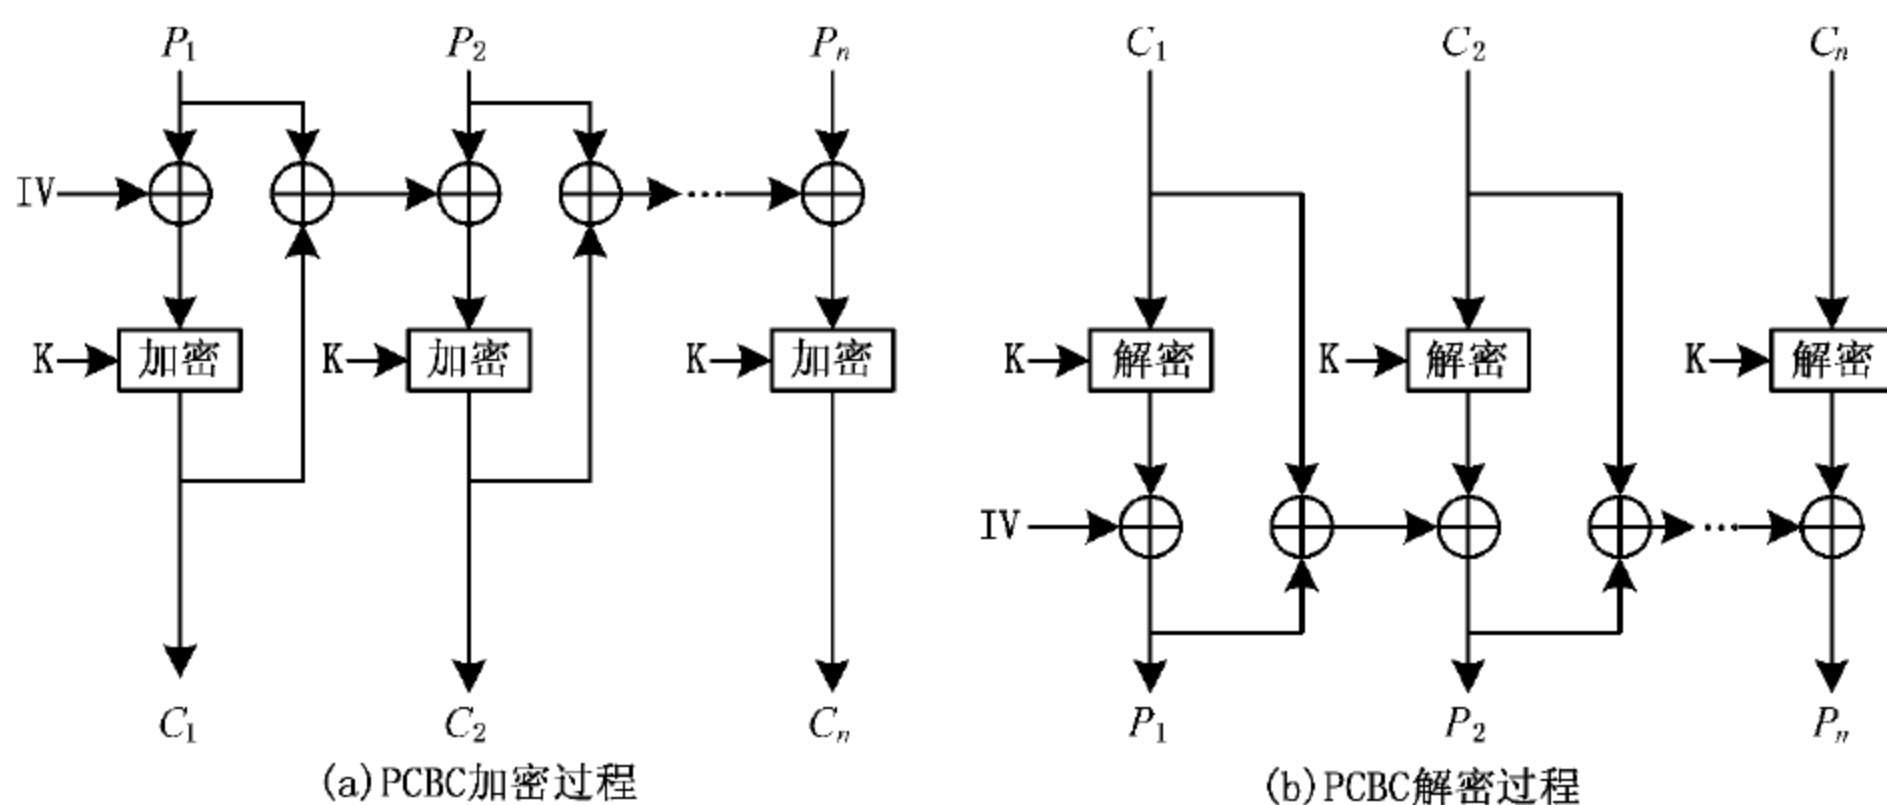 P₁ P₂ Pₙ
IV ...
K 加密 K 加密 K 加密
C₁ C₂ Cₙ
(a)PCBC加密过程
C₁ C₂ Cₙ
K 解密 K 解密 K 解密
IV ...
P₁ P₂ Pₙ
(b)PCBC解密过程